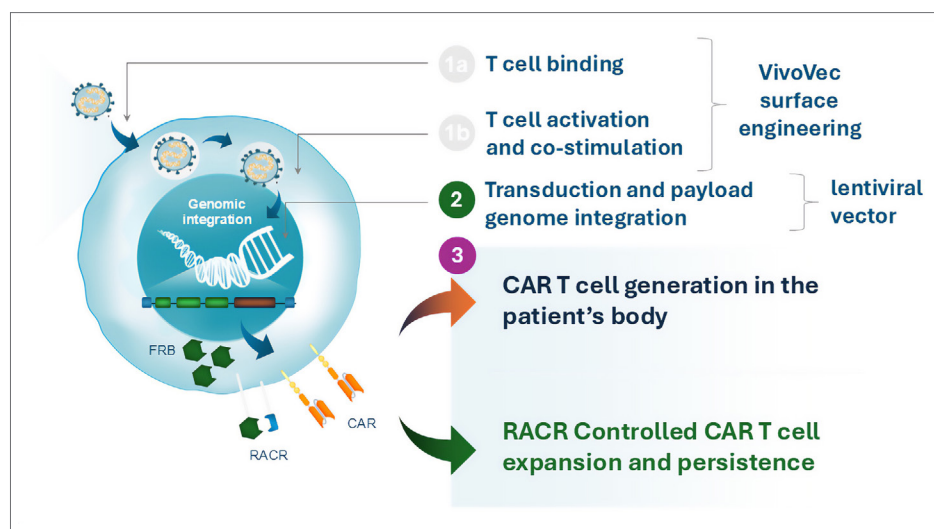 1a T cell binding
1b T cell activation
and co-stimulation
VivoVec
surface
engineering
2 Transduction and payload
genome integration
lentiviral
vector
Genomic
integration
3
CAR T cell generation in the
patient's body
FRB
RACR
CAR
RACR Controlled CAR T cell
expansion and persistence